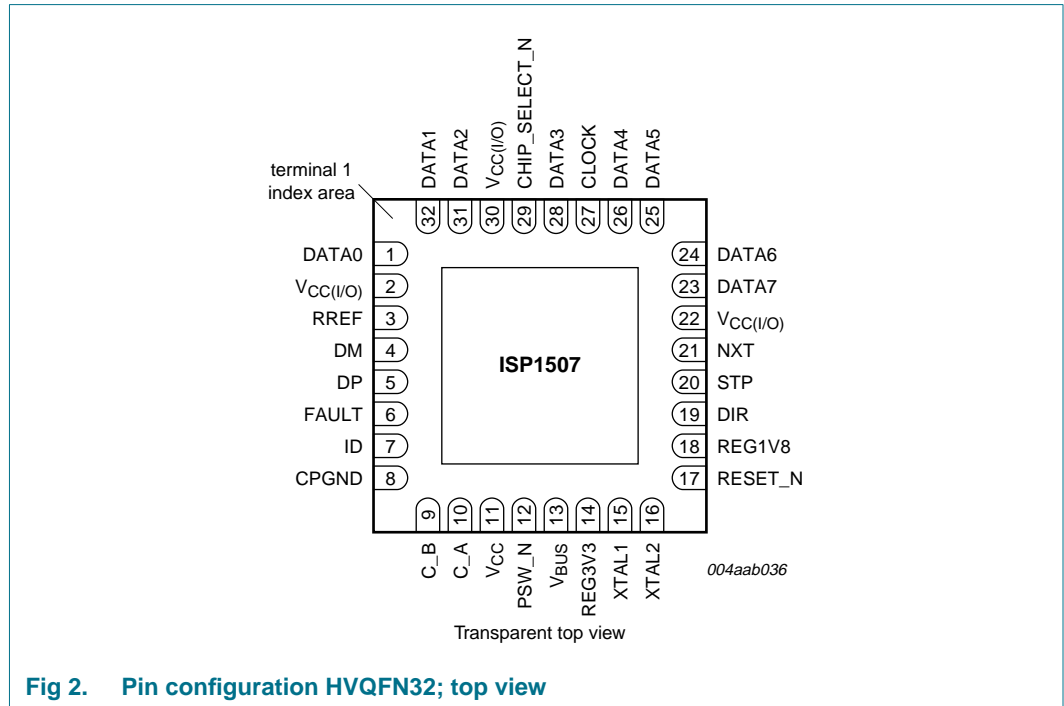 DATA1
DATA2
VCC(I/O)
CHIP_SELECT_N
DATA3
CLOCK
DATA4
DATA5
terminal 1
index area
32 31 30 29 28 27 26 25
DATA0 1
VCC(I/O) 2
RREF 3
DM 4
DP 5
FAULT 6
ID 7
CPGND 8
ISP1507
24 DATA6
23 DATA7
22 VCC(I/O)
21 NXT
20 STP
19 DIR
18 REG1V8
17 RESET_N
9 10 11 12 13 14 15 16
C_B
C_A
VCC
PSW_N
VBUS
REG3V3
XTAL1
XTAL2
004aab036
Transparent top view
Fig 2. Pin configuration HVQFN32; top view